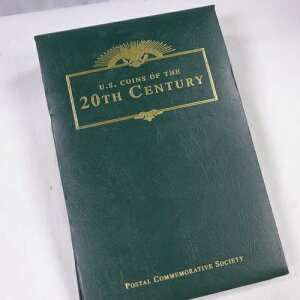 U.S. COINS OF THE
20TH CENTURY
POSTAL COMMEMORATIVE SOCIETY